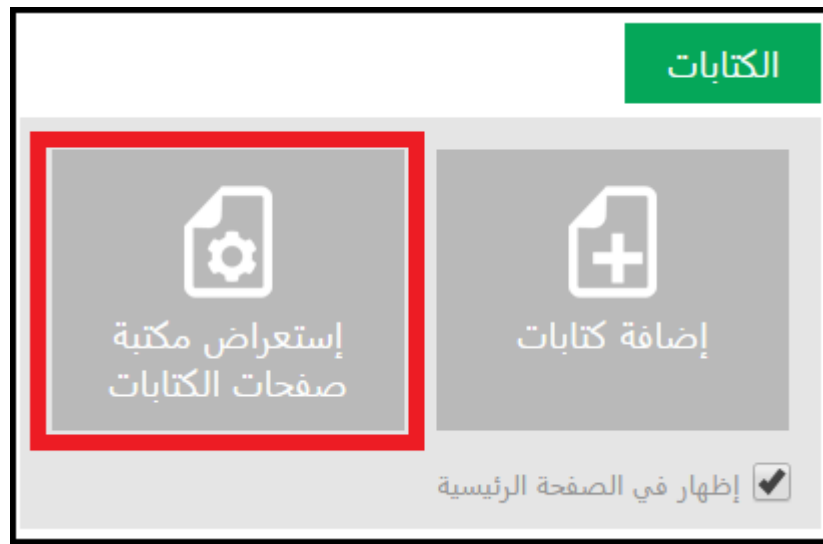 الكتابات
إضافة كتابات
إستعراض مكتبة
صفحات الكتابات
إظهار في الصفحة الرئيسية